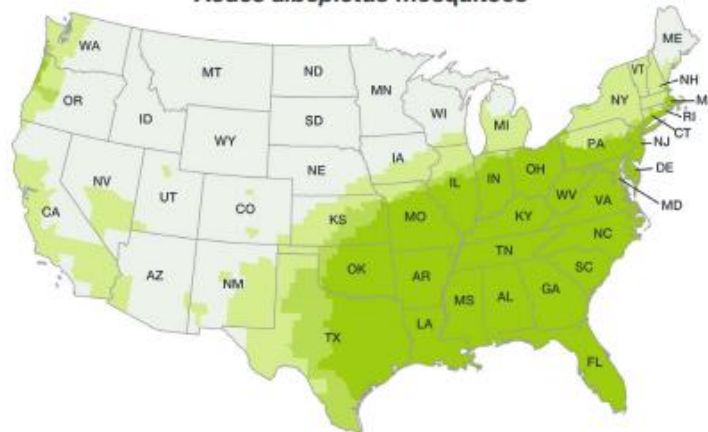 Aedes albopictus mosquitoes
WA
ME
MT
ND
VT
MN
NH
OR
WI
NY
M
ID
SD
MI
RI
WY
CT
IA
PA
NJ
NE
OH
DE
NV
IL
IN
UT
WV
CA
CO
VA
MD
KS
MO
KY
NC
TN
OK
AZ
AR
SC
NM
MS
AL
GA
LA
TX
FL